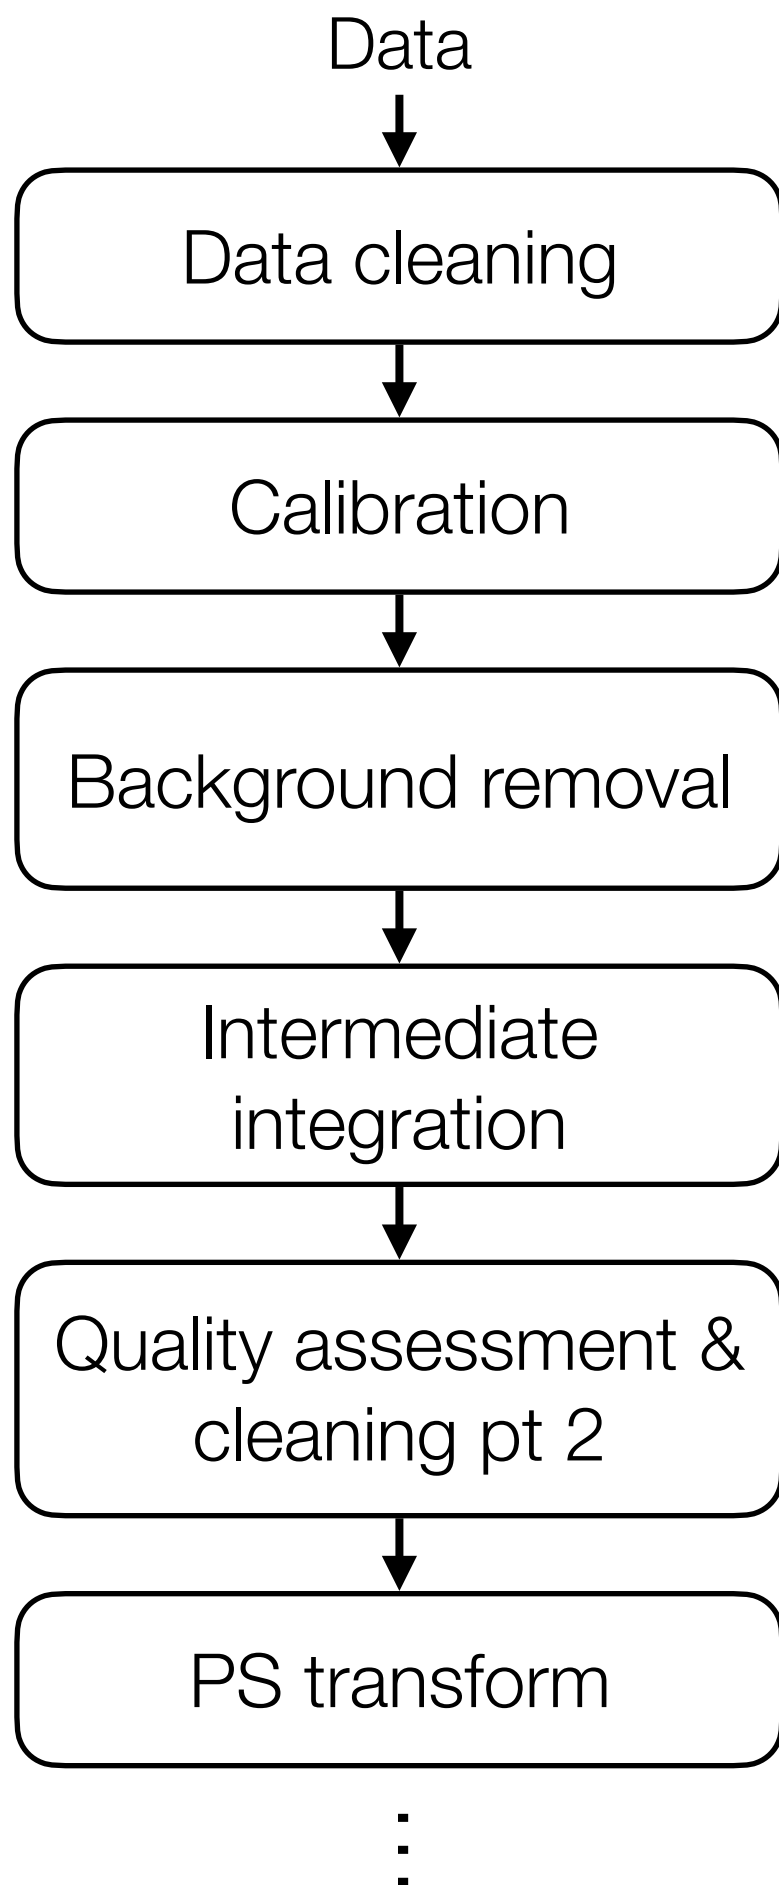 Data
Data cleaning
Calibration
Background removal
Intermediate
integration
Quality assessment &
cleaning pt 2
PS transform